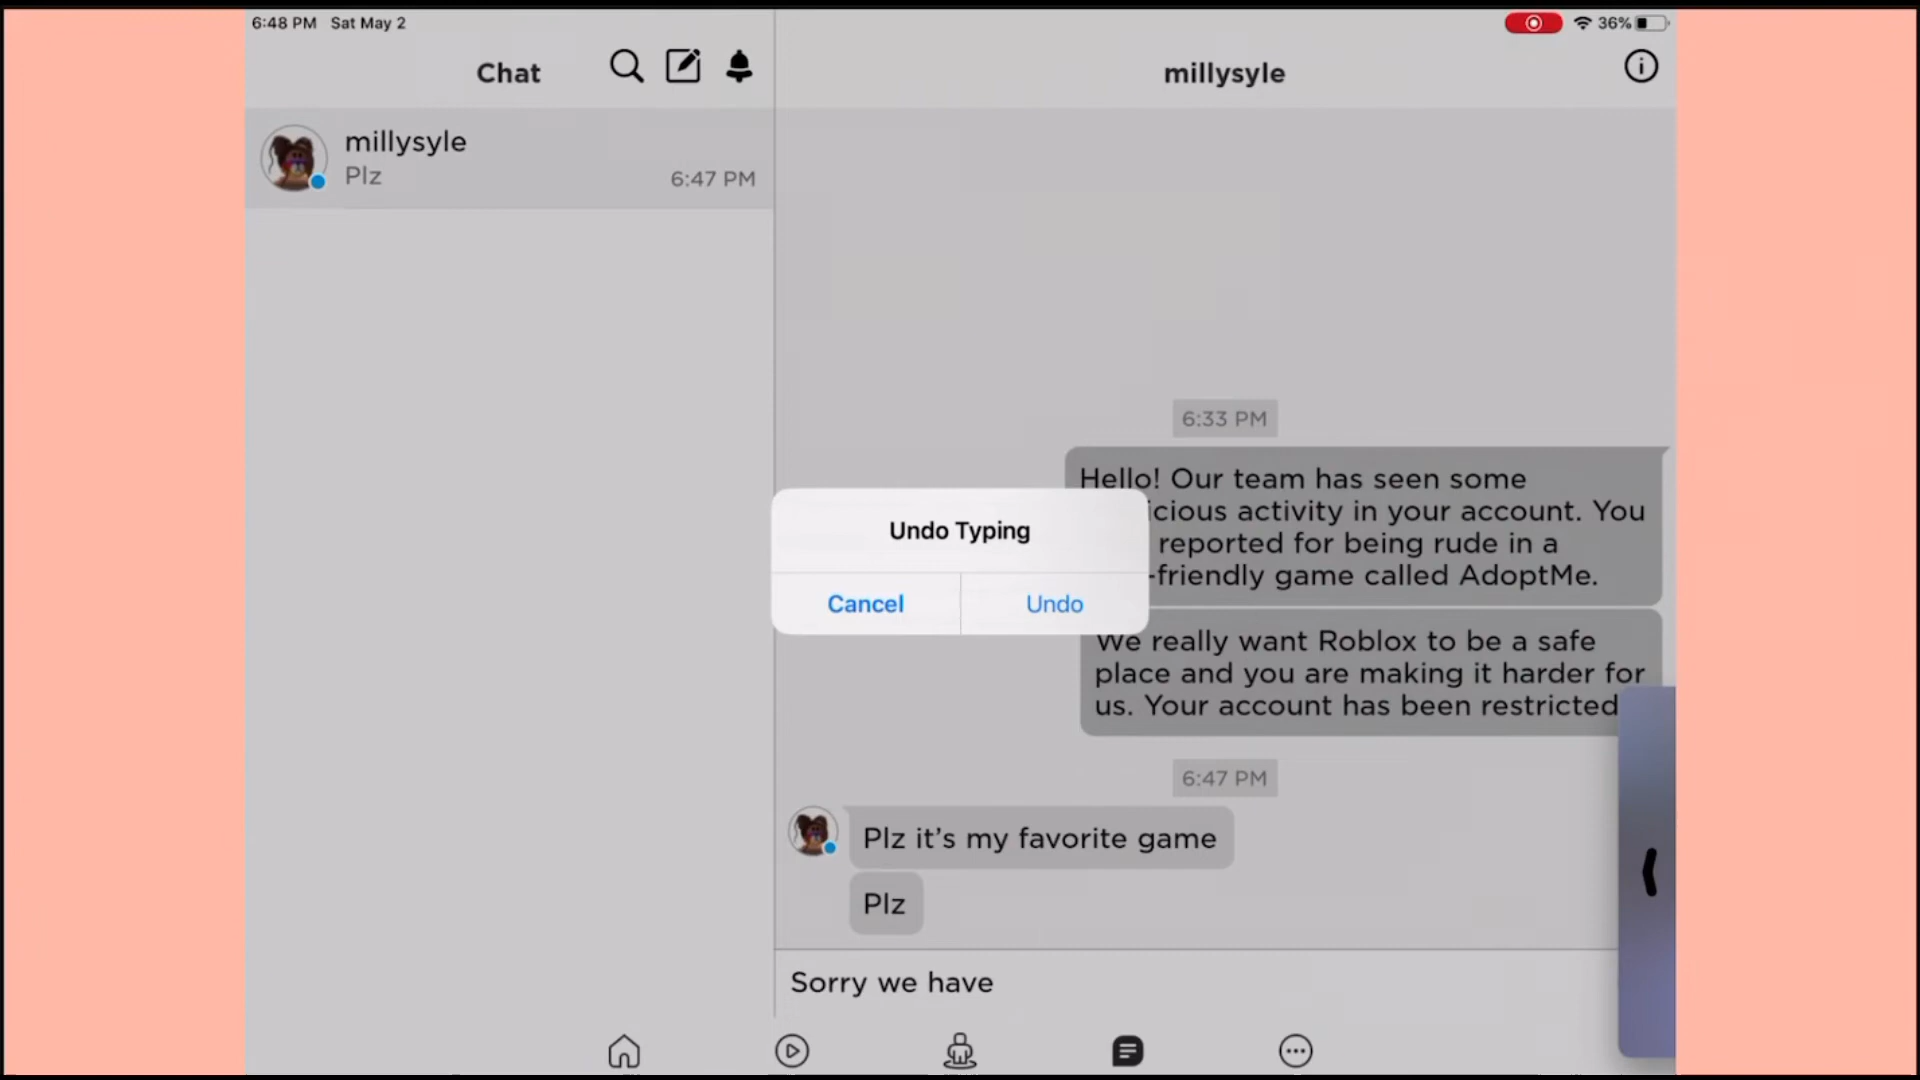 6:48 PM Sat May 2
36%
Chat
millysyle
millysyle
Plz
6:47 PM
6:33 PM
Hello! Our team has seen some
icious activity in your account. You
reported for being rude in a
-friendly game called AdoptMe.
Undo Typing
Cancel
Undo
We really want Roblox to be a safe
place and you are making it harder for
us. Your account has been restricted
6:47 PM
Plz it’s my favorite game
Plz
Sorry we have